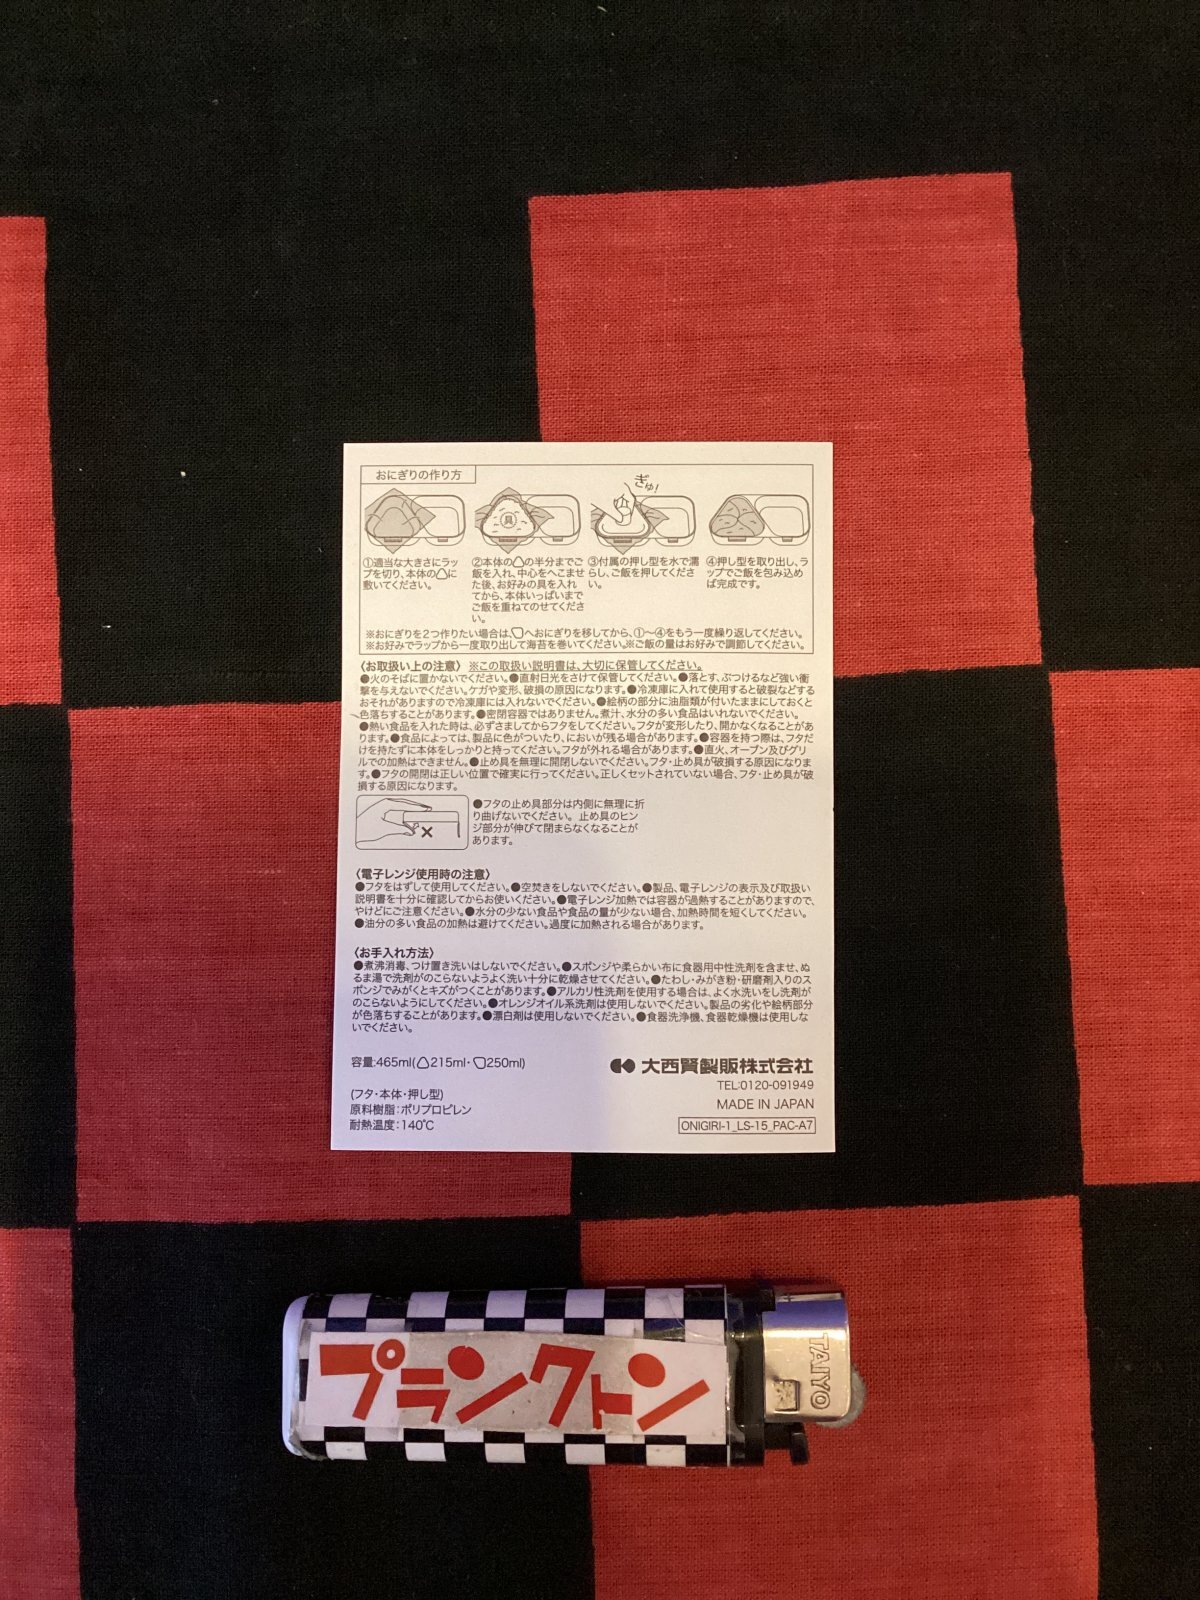 おにぎりの作り方
ぎゅ!
具
①適当な大きさにラッ
プを切り、本体の△に
敷いてください。
②本体の△の半分までご
飯を入れ、中心をへこませ
た後、お好みの具を入れ
てから、本体いっぱいまで
ご飯を重ねてのせてくださ
い。
③付属の押し型を水で濡
らし、ご飯を押してくださ
い。
④押し型を取り出し、ラ
ップでご飯を包み込め
ば完成です。
※おにぎりを2つ作りたい場合は、▽へおにぎりを移してから、①〜④をもう一度繰り返してください。
※お好みでラップから一度取り出して海苔を巻いてください。※ご飯の量はお好みで調節してください。
〈お取扱い上の注意〉 ※この取扱い説明書は、大切に保管してください。
●火のそばに置かないでください。●直射日光をさけて保管してください。●落とす、ぶつけるなど強い衝
撃を与えないでください。ケガや変形、破損の原因になります。●冷凍庫に入れて使用すると破裂などする
おそれがありますので冷凍庫には入れないでください。●絵柄の部分に油脂類が付いたままにしておくと
色落ちすることがあります。●密閉容器ではありません。煮汁、水分の多い食品はいれないでください。
●熱い食品を入れた時は、必ずさましてからフタをしてください。フタが変形したり、開かなくなることがあ
ります。●食品によっては、製品に色がついたり、においが残る場合があります。●容器を持つ際は、フタだ
けを持たずに本体をしっかりと持ってください。フタが外れる場合があります。●直火、オーブン及びグリ
ルでの加熱はできません。●止め具を無理に開閉しないでください。フタ・止め具が破損する原因になりま
す。●フタの開閉は正しい位置で確実に行ってください。正しくセットされていない場合、フタ・止め具が破
損する原因になります。
●フタの止め具部分は内側に無理に折
り曲げないでください。止め具のヒン
ジ部分が伸びて閉まらなくなることが
あります。
〈電子レンジ使用時の注意〉
●フタをはずして使用してください。●空焚きをしないでください。●製品、電子レンジの表示及び取扱い
説明書を十分に確認してからお使いください。●電子レンジ加熱では容器が過熱することがありますので、
やけどにご注意ください。●水分の少ない食品や食品の量が少ない場合、加熱時間を短くしてください。
●油分の多い食品の加熱は避けてください。過度に加熱される場合があります。
〈お手入れ方法〉
●煮沸消毒、つけ置き洗いはしないでください。●スポンジや柔らかい布に食器用中性洗剤を含ませ、ぬ
るま湯で洗剤がのこらないようよく洗い十分に乾燥させてください。●たわし・みがき粉・研磨剤入りのス
ポンジでみがくとキズがつくことがあります。●アルカリ性洗剤を使用する場合は、よく水洗いをし洗剤が
のこらないようにしてください。●オレンジオイル系洗剤は使用しないでください。製品の劣化や絵柄部分
が色落ちすることがあります。●漂白剤は使用しないでください。●食器洗浄機、食器乾燥機は使用しな
いでください。
容量:465ml(△215ml・▽250ml)
(フタ・本体・押し型)
原料樹脂:ポリプロピレン
耐熱温度:140℃
大西賢製販株式会社
TEL:0120-091949
MADE IN JAPAN
ONIGIRI-1_LS-15_PAC-A7
プランクトン
TAIYO